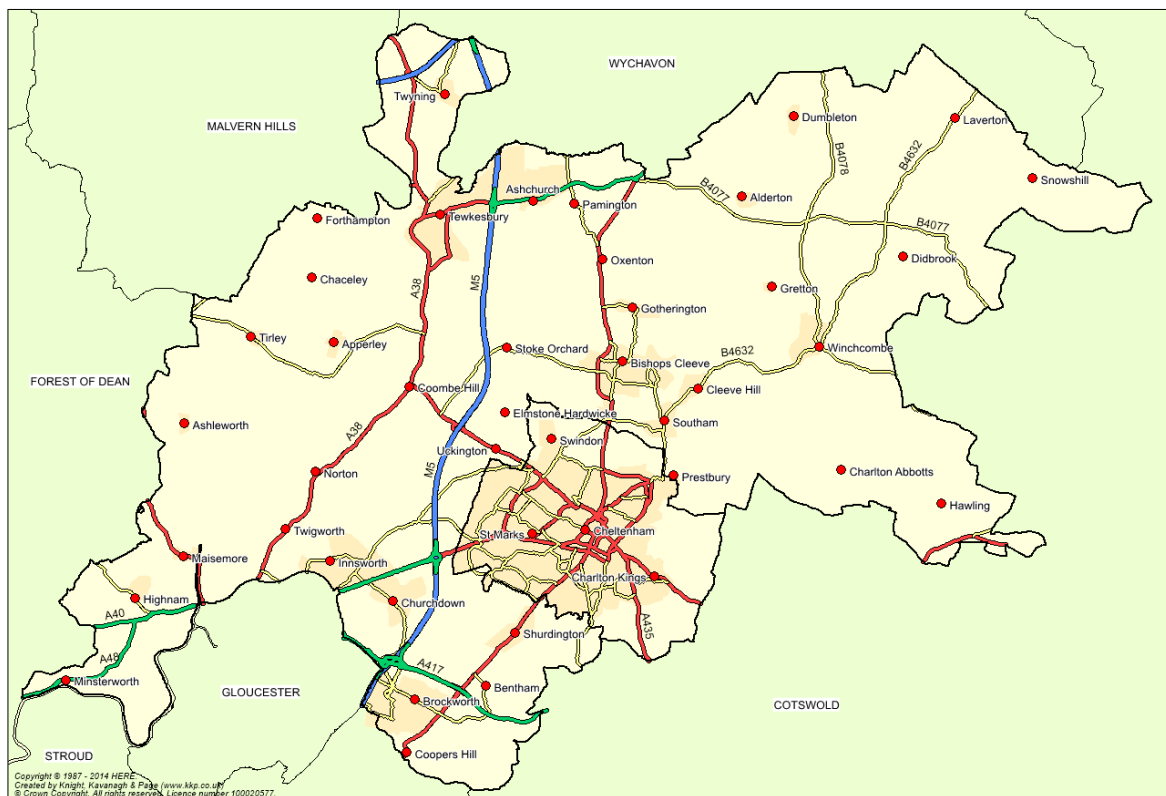 WYCHAVON
Twyning
MALVERN HILLS
Dumbleton
Laverton
B4078
B4632
Snowshill
Ashchurch
B4077
Alderton
Pamington
Forthampton
Tewkesbury
B4077
Oxenton
Didbrook
Chaceley
A38
M5
Gretton
Gotherington
Tirley
Apperley
Stoke Orchard
B4632
Winchcombe
Bishops Cleeve
FOREST OF DEAN
Coombe Hill
Cleeve Hill
Elmstone Hardwicke
Ashleworth
A38
Southam
Swindon
Uckington
M5
Norton
Prestbury
Charlton Abbotts
Hawling
Twigworth
St Marks
Cheltenham
Maisemore
Innsworth
Charlton Kings
Highnam
Churchdown
A40
A435
Shurdington
A48
A417
Minsterworth
GLOUCESTER
Bentham
Brockworth
COTSWOLD
Coopers Hill
STROUD
Copyright © 1987 - 2014 HERE.
Created by Knight, Kavanagh & Page (www.kkp.co.uk)
© Crown Copyright. All rights reserved. Licence number 100020577.